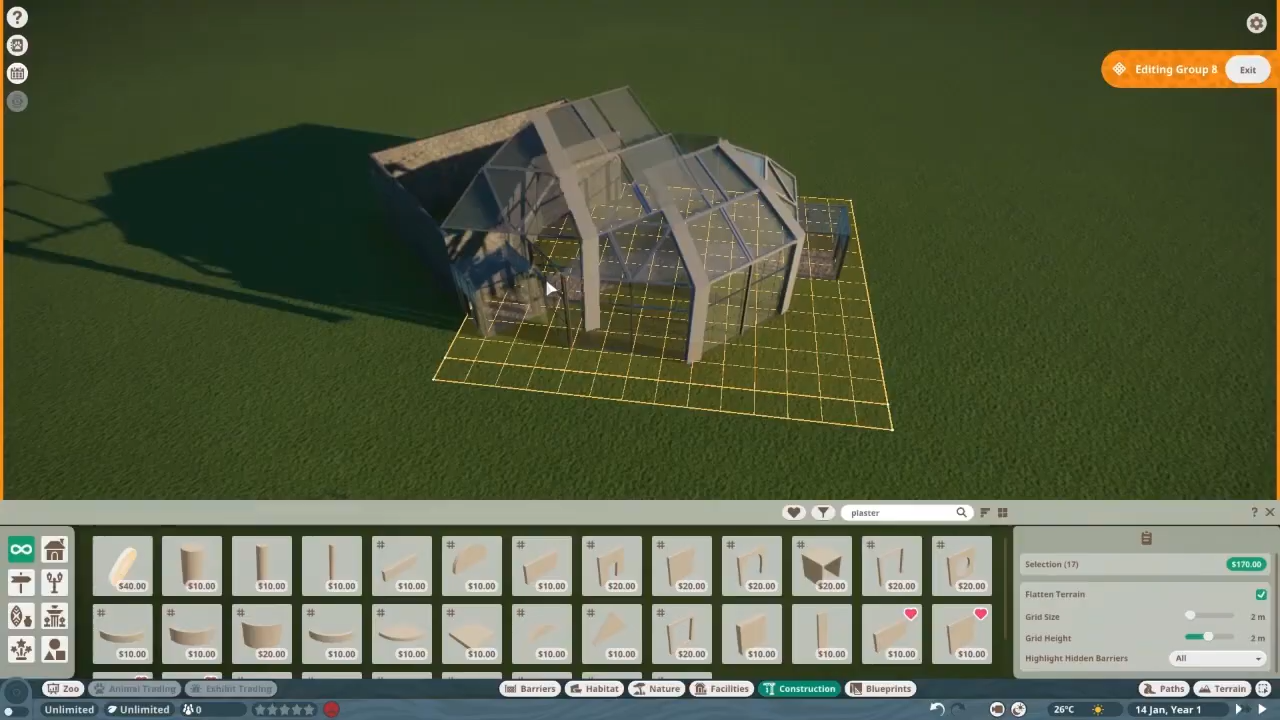 ?
Editing Group 8 Exit
plaster
? ×
$40.00 $10.00 $10.00 $10.00 $10.00 $10.00 $10.00 $20.00 $20.00 $20.00 $20.00 $20.00 $20.00
$10.00 $10.00 $20.00 $10.00 $10.00 $10.00 $10.00 $10.00 $20.00 $10.00 $10.00 $10.00 $10.00
Selection (17) $170.00
Flatten Terrain
Grid Size 2 m
Grid Height 2 m
Highlight Hidden Barriers All
Zoo Animal Trading Exhibit Trading Barriers Habitat Nature Facilities Construction Blueprints Paths Terrain
Unlimited Unlimited 0 26°C 14 Jan, Year 1